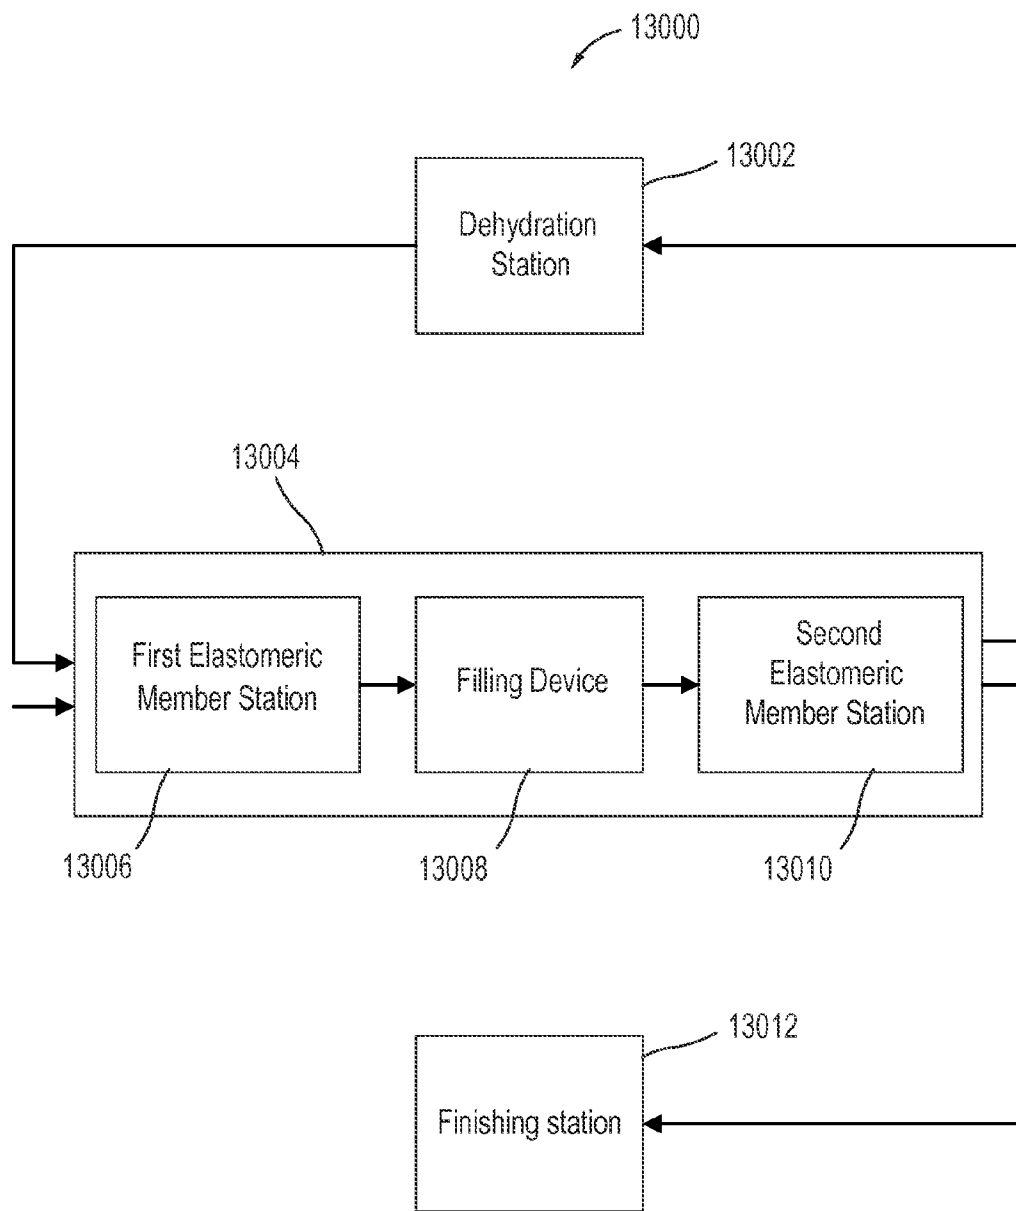 13000
13002
Dehydration
Station
13004
First Elastomeric
Member Station
Filling Device
Second
Elastomeric
Member Station
13006
13008
13010
13012
Finishing station